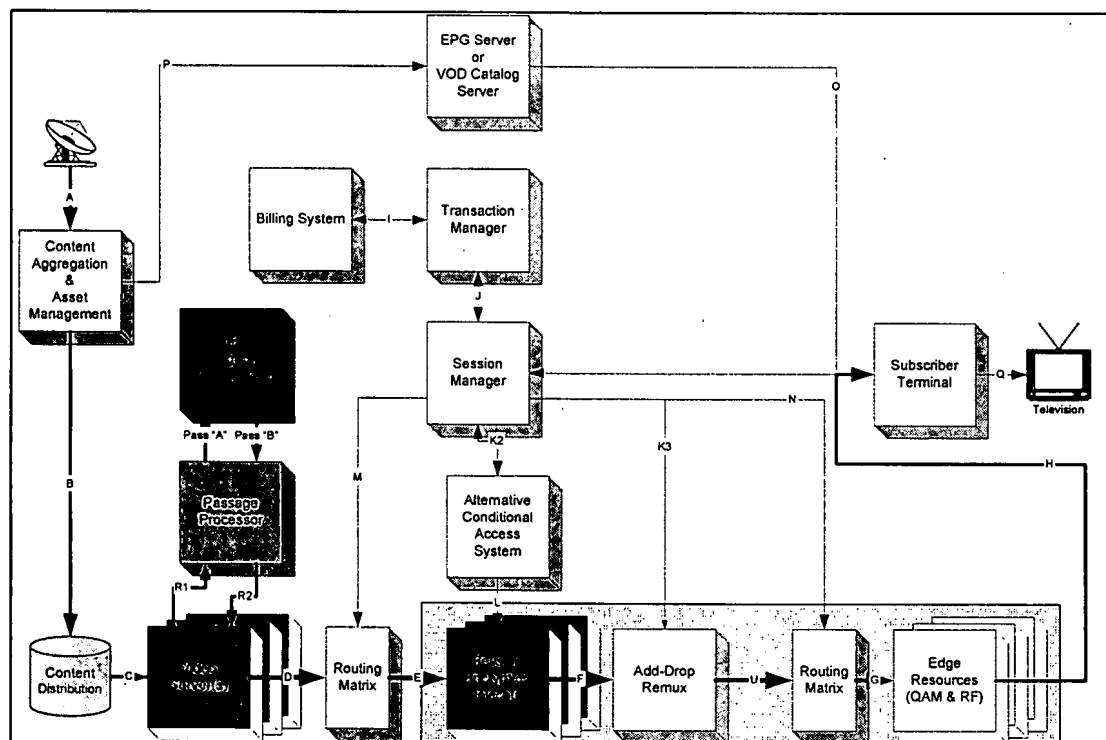 EPG Server
or
VOD Catalog
Server
P
O
A
Billing System
I
Transaction
Manager
Content
Aggregation
&
Asset
Management
J
Session
Manager
Subscriber
Terminal
Q
Television
N
Pass "A"
Pass "B"
K2
K3
H
M
B
Passage
Processor
Alternative
Conditional
Access
System
R1
R2
L
Content
Distribution
C
D
Routing
Matrix
E
F
Add-Drop
Remux
U
Routing
Matrix
G
Edge
Resources
(QAM & RF)